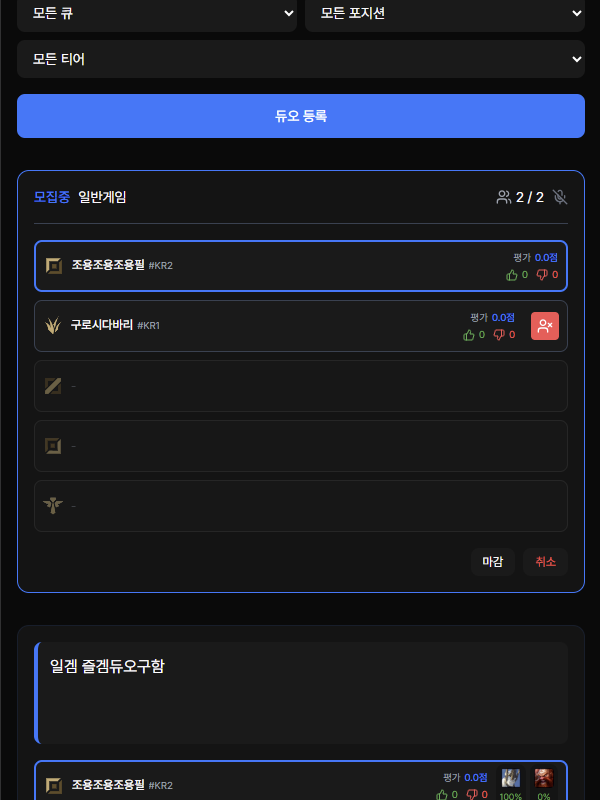 모든 큐 모든 포지션
모든 티어
듀오 등록
모집중 일반게임 2 / 2
조용조용조용필 #KR2 평가 0.0점
0 0
구로시다바리 #KR1 평가 0.0점
0 0
-
-
-
마감 취소
일겜 즐겜듀오구함
조용조용조용필 #KR2 평가 0.0점
0 0 100% 0%